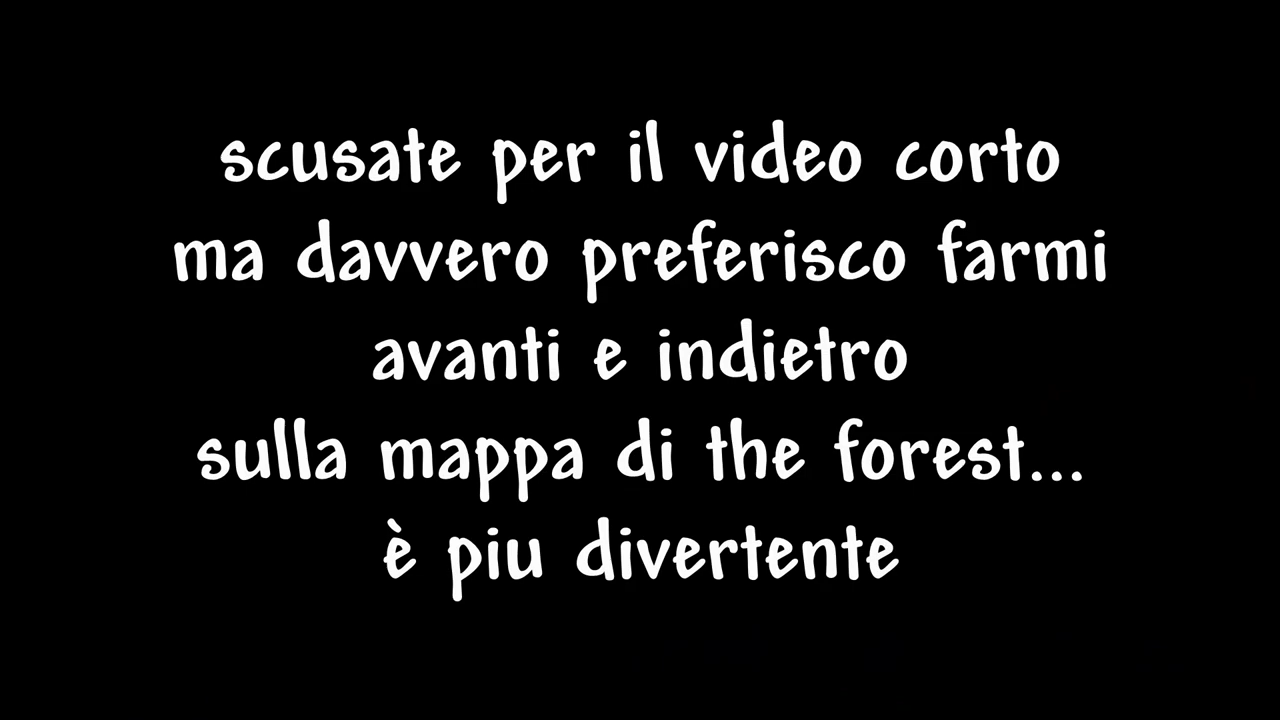 scusate per il video corto
ma davvero preferisco farmi
avanti e indietro
sulla mappa di the forest...
è piu divertente